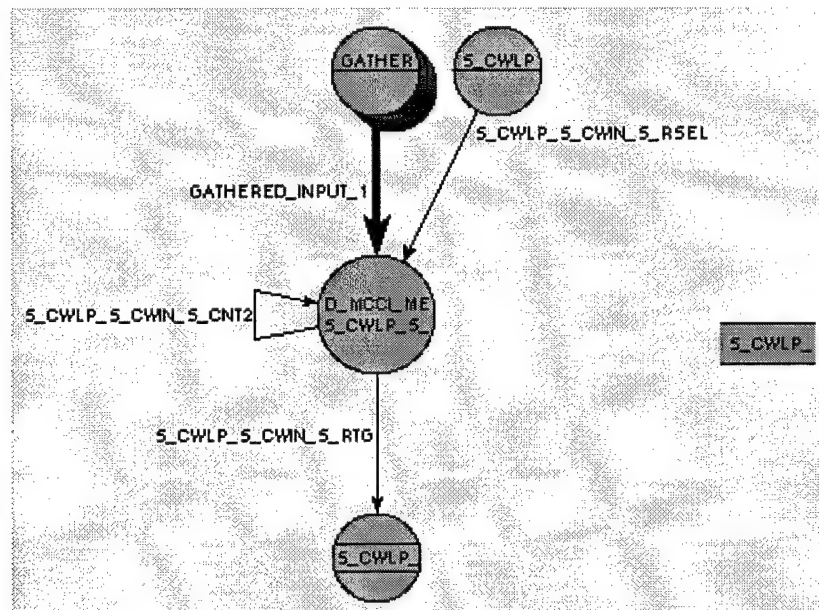 GATHER
S_CWLP
S_CWLP_S_CWIN_S_RSEL
GATHERED_INPUT_1
D_MCCI_ME
S_CWLP_S_
S_CWLP_S_CWIN_S_CNT2
S_CWLP_
S_CWLP_S_CWIN_S_RTG
S_CWLP_